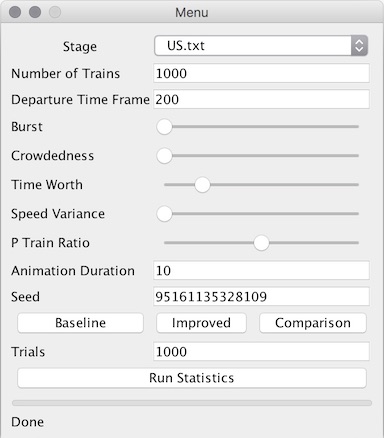 Menu
Stage US.txt
Number of Trains 1000
Departure Time Frame 200
Burst
Crowdedness
Time Worth
Speed Variance
P Train Ratio
Animation Duration 10
Seed 95161135328109
Baseline Improved Comparison
Trials 1000
Run Statistics
Done